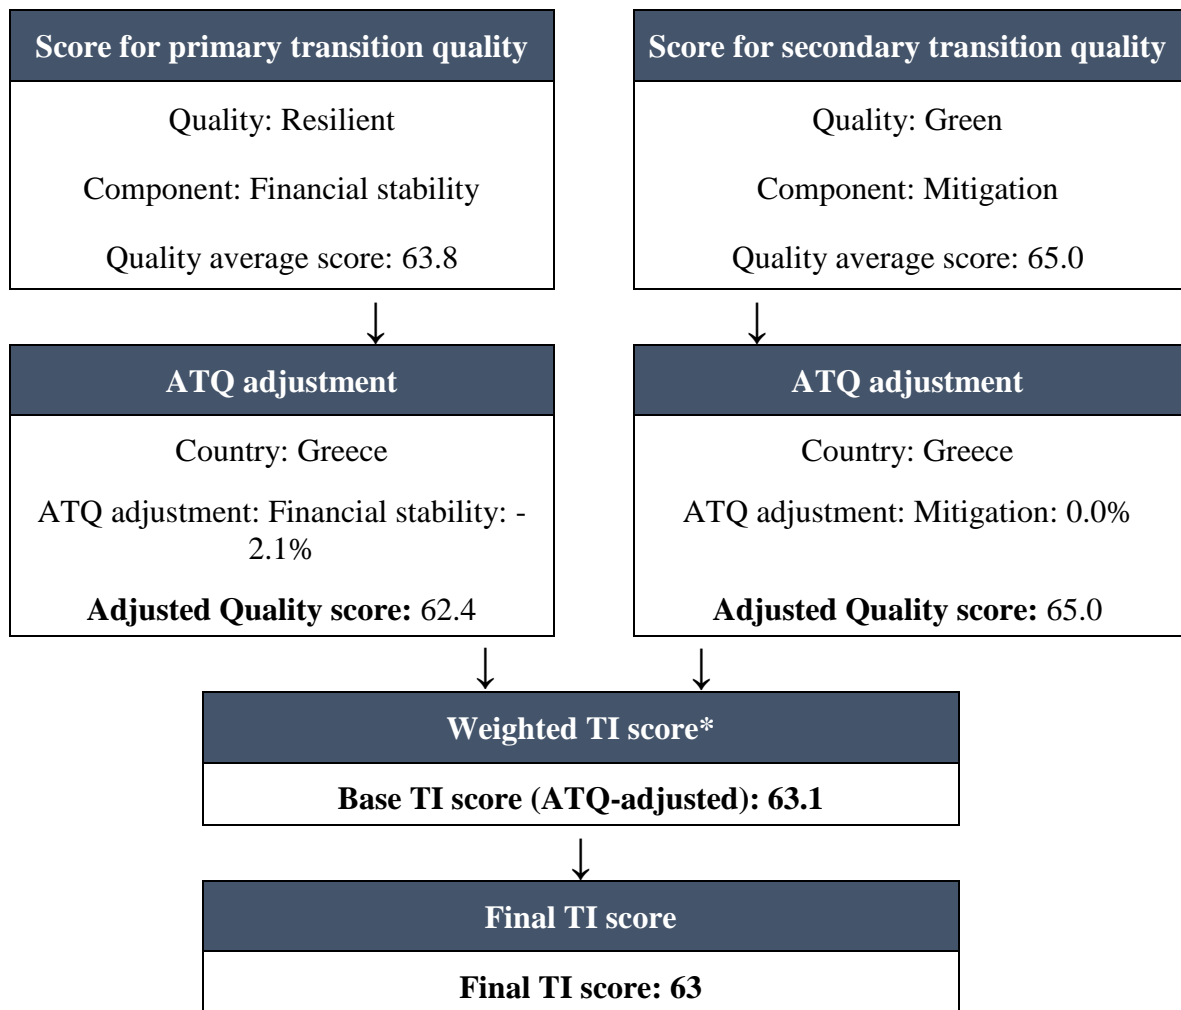 Score for primary transition quality
Quality: Resilient
Component: Financial stability
Quality average score: 63.8
Score for secondary transition quality
Quality: Green
Component: Mitigation
Quality average score: 65.0
↓
↓
ATQ adjustment
Country: Greece
ATQ adjustment: Financial stability: -
2.1%
Adjusted Quality score: 62.4
ATQ adjustment
Country: Greece
ATQ adjustment: Mitigation: 0.0%
Adjusted Quality score: 65.0
↓
↓
Weighted TI score*
Base TI score (ATQ-adjusted): 63.1
↓
Final TI score
Final TI score: 63